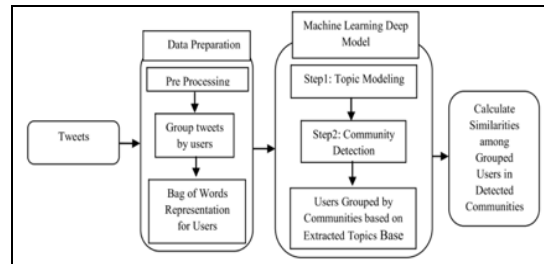 Tweets
Data Preparation
Pre Processing
Group tweets
by users
Bag of Words
Representation
for Users
Machine Learning Deep
Model
Step1: Topic Modeling
Step2: Community
Detection
Users Grouped by
Communities based on
Extracted Topics Base
Calculate
Similarities
among
Grouped
Users in
Detected
Communities